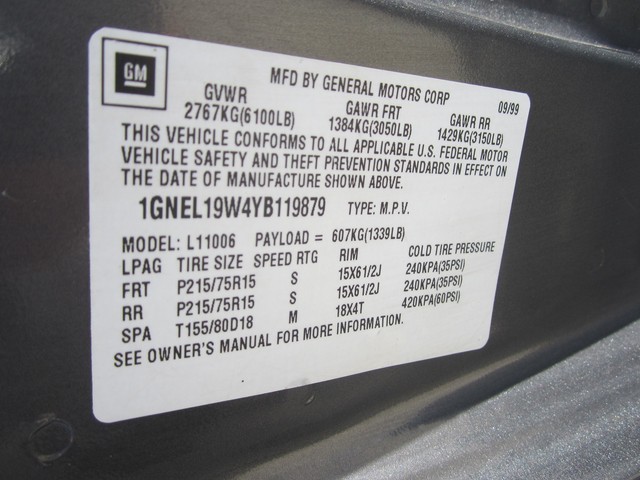 GM
MFD BY GENERAL MOTORS CORP 09/99
GVWR GAWR FRT GAWR RR
2767KG(6100LB) 1384KG(3050LB) 1429KG(3150LB)
THIS VEHICLE CONFORMS TO ALL APPLICABLE U.S. FEDERAL MOTOR
VEHICLE SAFETY AND THEFT PREVENTION STANDARDS IN EFFECT ON
THE DATE OF MANUFACTURE SHOWN ABOVE.
1GNEL19W4YB119879 TYPE: M.P.V.
MODEL: L11006 PAYLOAD = 607KG(1339LB)
LPAG TIRE SIZE SPEED RTG RIM COLD TIRE PRESSURE
FRT P215/75R15 S 15X61/2J 240KPA(35PSI)
RR P215/75R15 S 15X61/2J 240KPA(35PSI)
SPA T155/80D18 M 18X4T 420KPA(60PSI)
SEE OWNER'S MANUAL FOR MORE INFORMATION.